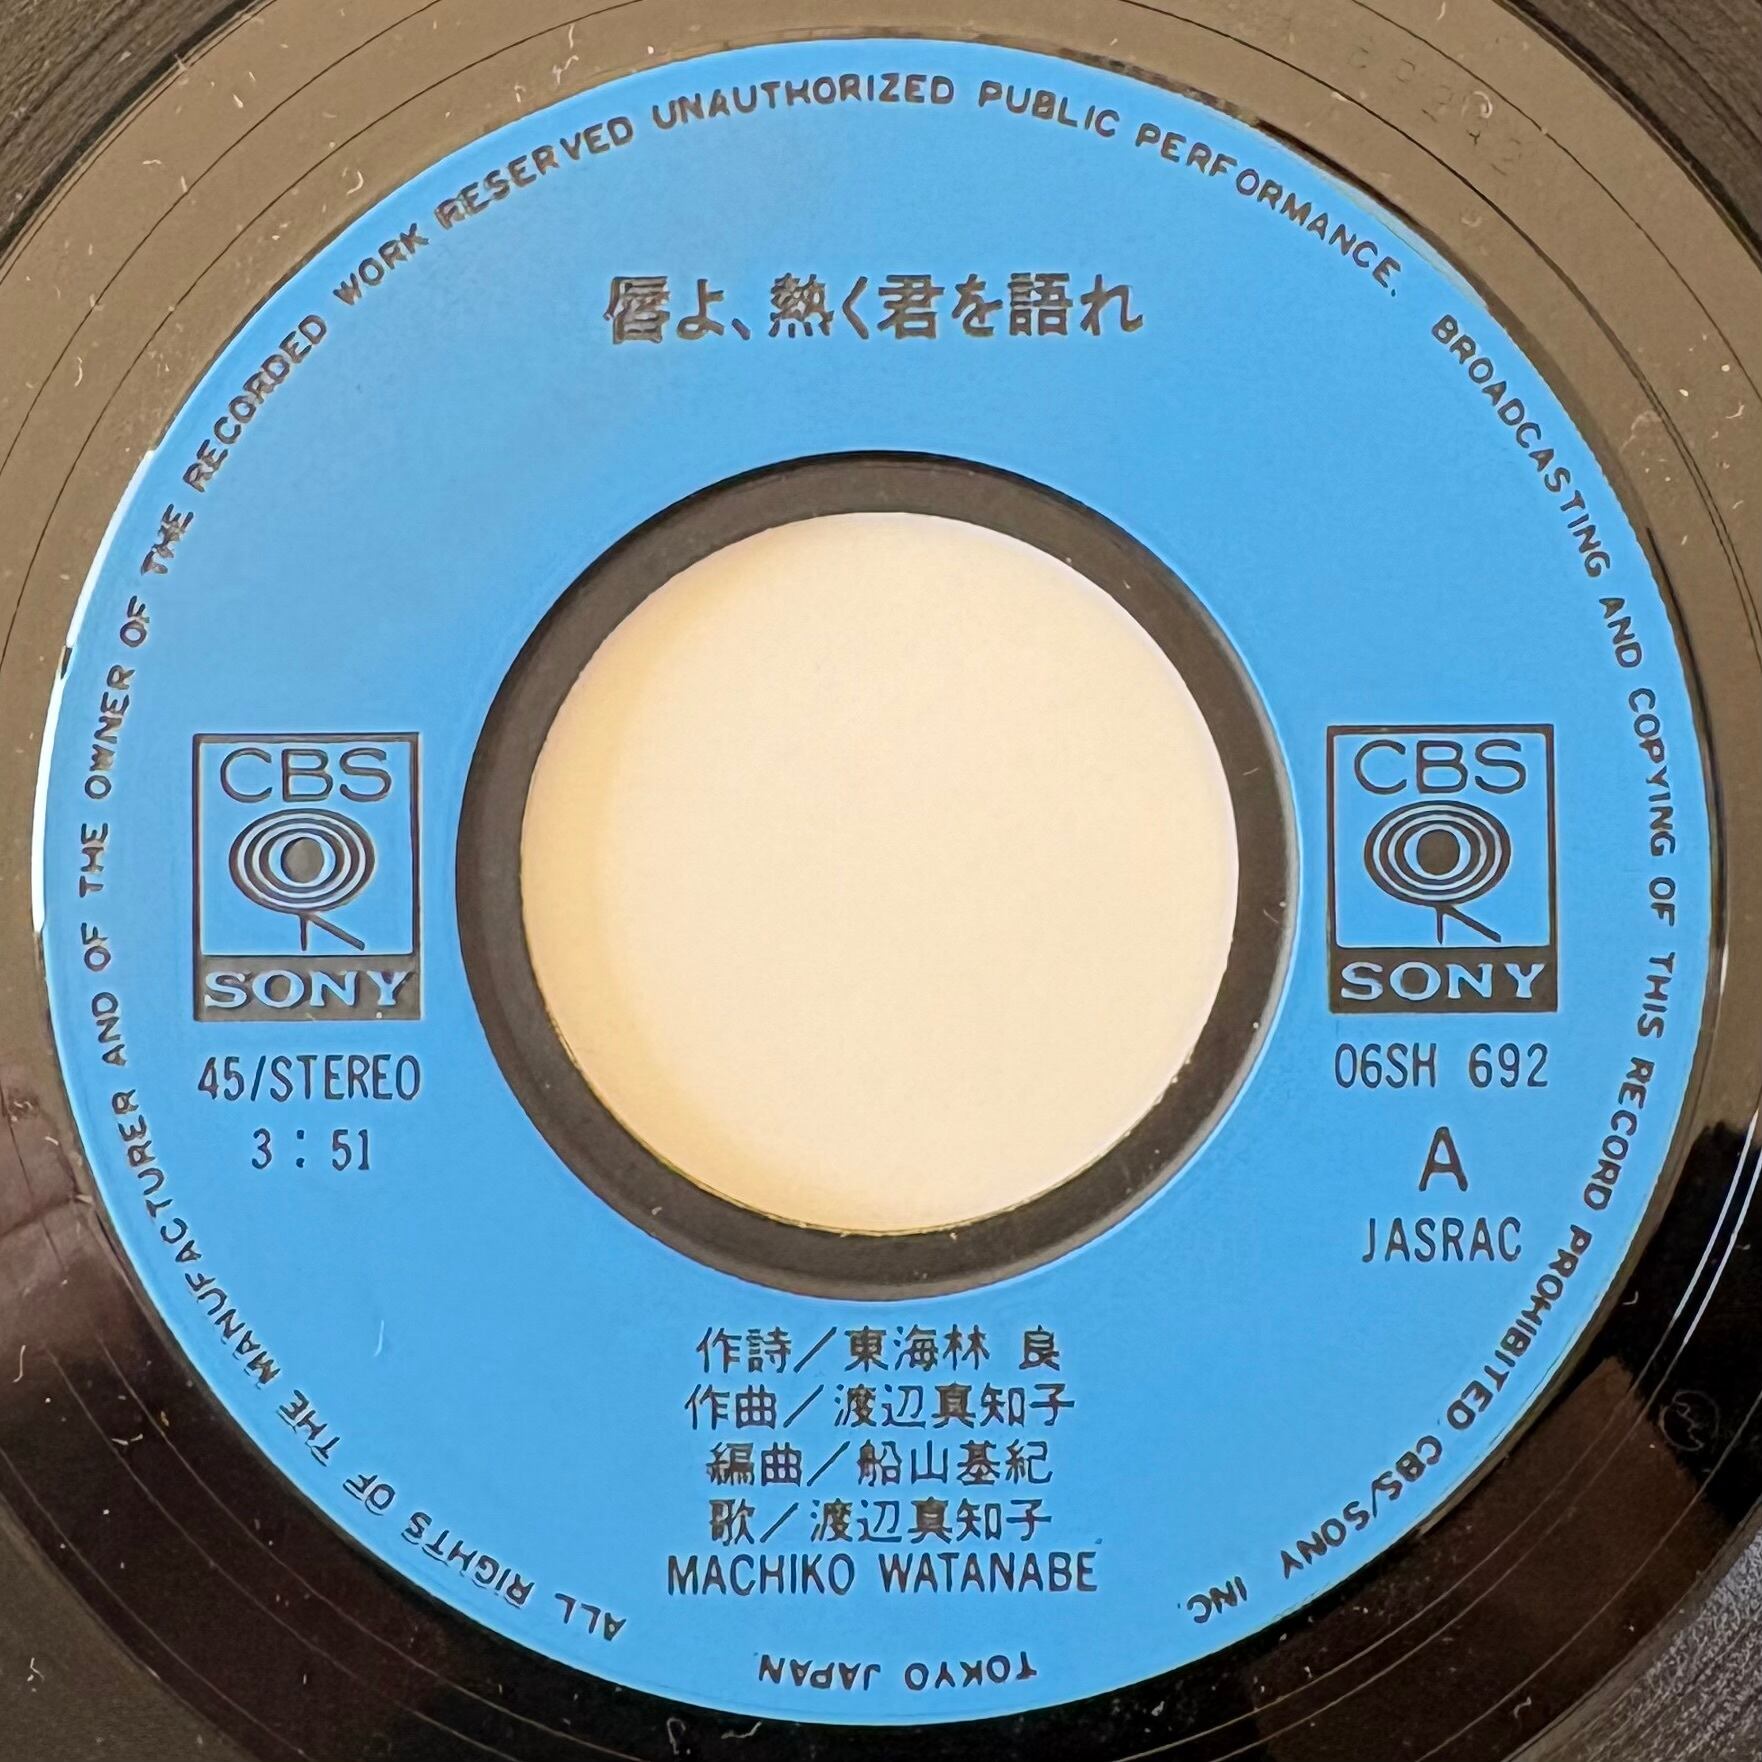 ALL RIGHTS OF THE MANUFACTURER AND OF THE OWNER OF THE RECORDED WORK RESERVED UNAUTHORIZED PUBLIC PERFORMANCE. BROADCASTING AND COPYING OF THIS RECORD PROHIBITED CBS/SONY INC.
TOKYO JAPAN
唇よ、熱く君を語れ
CBS
SONY
45/STEREO
3:51
CBS
SONY
06SH 692
A
JASRAC
作詩/東海林 良
作曲/渡辺真知子
編曲/船山基紀
歌/渡辺真知子
MACHIKO WATANABE